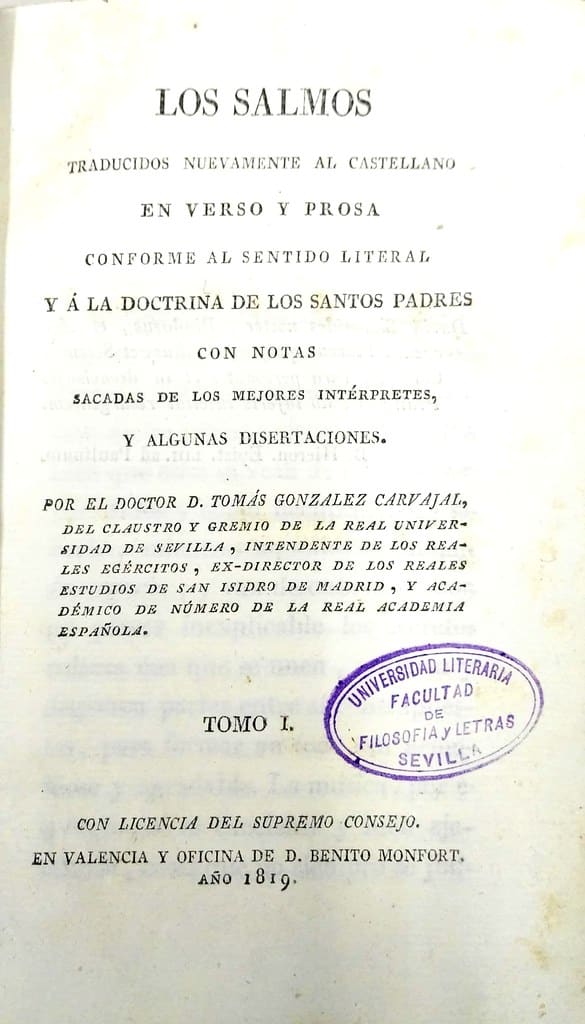 LOS SALMOS
TRADUCIDOS NUEVAMENTE AL CASTELLANO
EN VERSO Y PROSA
CONFORME AL SENTIDO LITERAL
Y Á LA DOCTRINA DE LOS SANTOS PADRES
CON NOTAS
SACADAS DE LOS MEJORES INTÉRPRETES,
Y ALGUNAS DISERTACIONES.
POR EL DOCTOR D. TOMÁS GONZALEZ CARVAJAL,
DEL CLAUSTRO Y GREMIO DE LA REAL UNIVER-
SIDAD DE SEVILLA, INTENDENTE DE LOS REA-
LES EGÉRCITOS, EX-DIRECTOR DE LOS REALES
ESTUDIOS DE SAN ISIDRO DE MADRID, Y ACA-
DÉMICO DE NÚMERO DE LA REAL ACADEMIA
ESPAÑOLA.
TOMO I.
UNIVERSIDAD LITERARIA
FACULTAD
DE
FILOSOFIA y LETRAS
SEVILLA
CON LICENCIA DEL SUPREMO CONSEJO.
EN VALENCIA Y OFICINA DE D. BENITO MONFORT.
AÑO 1819.